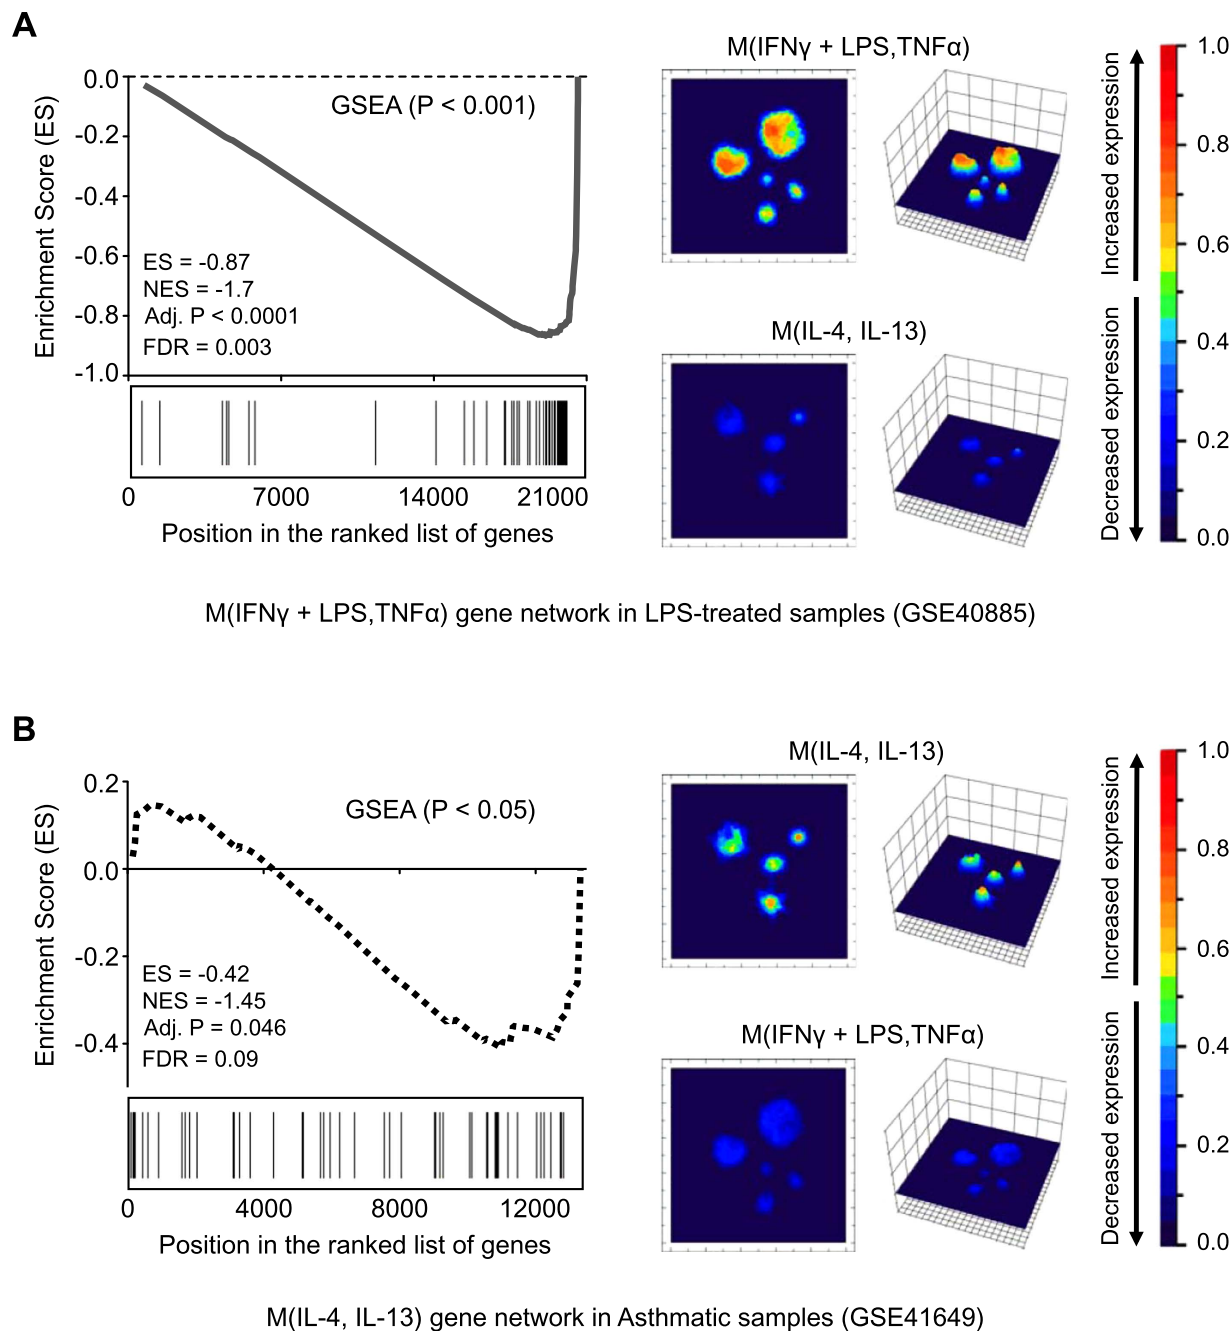 A
M(IFNγ + LPS,TNFα)
GSEA (P < 0.001)
Enrichment Score (ES)
0.0
-0.2
-0.4
-0.6
-0.8
-1.0
ES = -0.87
NES = -1.7
Adj. P < 0.0001
FDR = 0.003
0
7000
14000
21000
Position in the ranked list of genes
M(IL-4, IL-13)
Increased expression
Decreased expression
1.0
0.8
0.6
0.4
0.2
0.0
M(IFNγ + LPS,TNFα) gene network in LPS-treated samples (GSE40885)
B
M(IL-4, IL-13)
GSEA (P < 0.05)
Enrichment Score (ES)
0.2
0.0
-0.2
-0.4
ES = -0.42
NES = -1.45
Adj. P = 0.046
FDR = 0.09
0
4000
8000
12000
Position in the ranked list of genes
M(IFNγ + LPS,TNFα)
Increased expression
Decreased expression
1.0
0.8
0.6
0.4
0.2
0.0
M(IL-4, IL-13) gene network in Asthmatic samples (GSE41649)